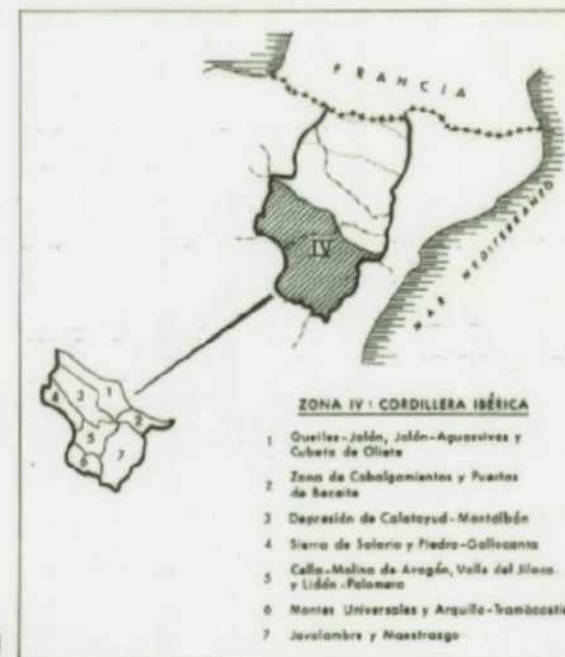 FRANCIA
MAR MEDITERRANEO
IV
1
2
3
4
5
6
7
ZONA IV: CORDILLERA IBÉRICA
1 Queiles-Jalón, Jalón-Aguasvivas y
Cubeta de Oliete
2 Zona de Cabalgamientos y Puertos
de Beceite
3 Depresión de Calatayud-Montalbán
4 Sierra de Solorio y Piedra-Gallocanta
5 Cella-Molina de Aragón, Valle del Jiloca
y Lidón-Palomera
6 Montes Universales y Arquillo-Tramacastie
7 Javalambre y Maestrazgo